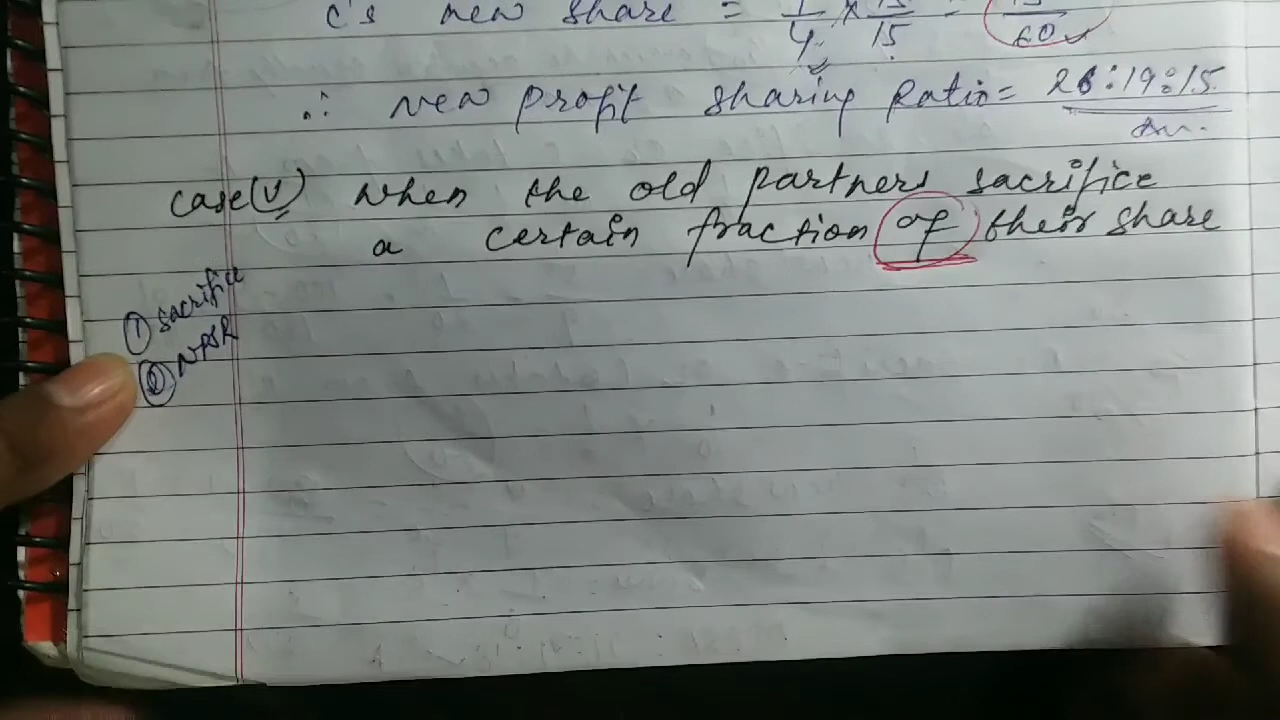 C's new share = 1/4 × 15/15 = 15/60
∴ New profit sharing Ratio = 26:19:15
Ans.
Case(V) When the old partners sacrifice
a certain fraction of their share
① sacrifice
② NPSR